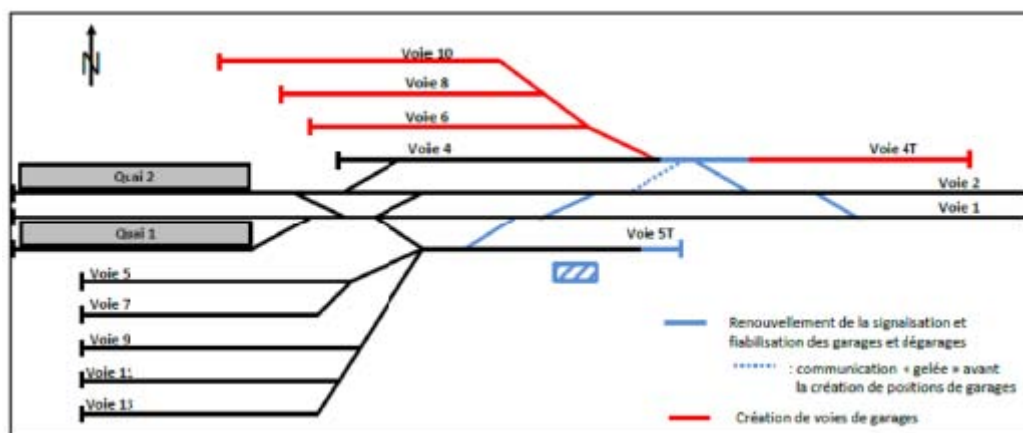 N
Voie 10
Voie 8
Voie 6
Voie 4
Voie 4T
Quai 2
Voie 2
Voie 1
Quai 1
Voie 5T
Voie 5
Voie 7
Voie 9
Voie 11
Voie 13
Renouvellement de la signalisation et
fiabilisation des garages et dégarages
: communication « gelée » avant
la création de positions de garages
Création de voies de garages